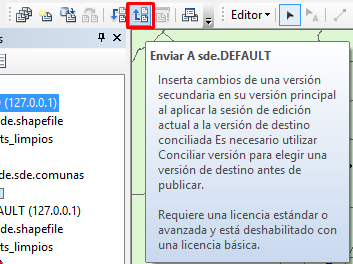 Editor
s
Enviar A sde.DEFAULT
Inserta cambios de una versión
secundaria en su versión principal
al aplicar la sesión de edición
actual a la versión de destino
conciliada Es necesario utilizar
Conciliar versión para elegir una
versión de destino antes de
publicar.
Requiere una licencia estándar o
avanzada y está deshabilitado con
una licencia básica.
(127.0.0.1)
de.shapefile
ts_limpios
de.sde.comunas
AULT (127.0.0.1)
de.shapefile
ts_limpios